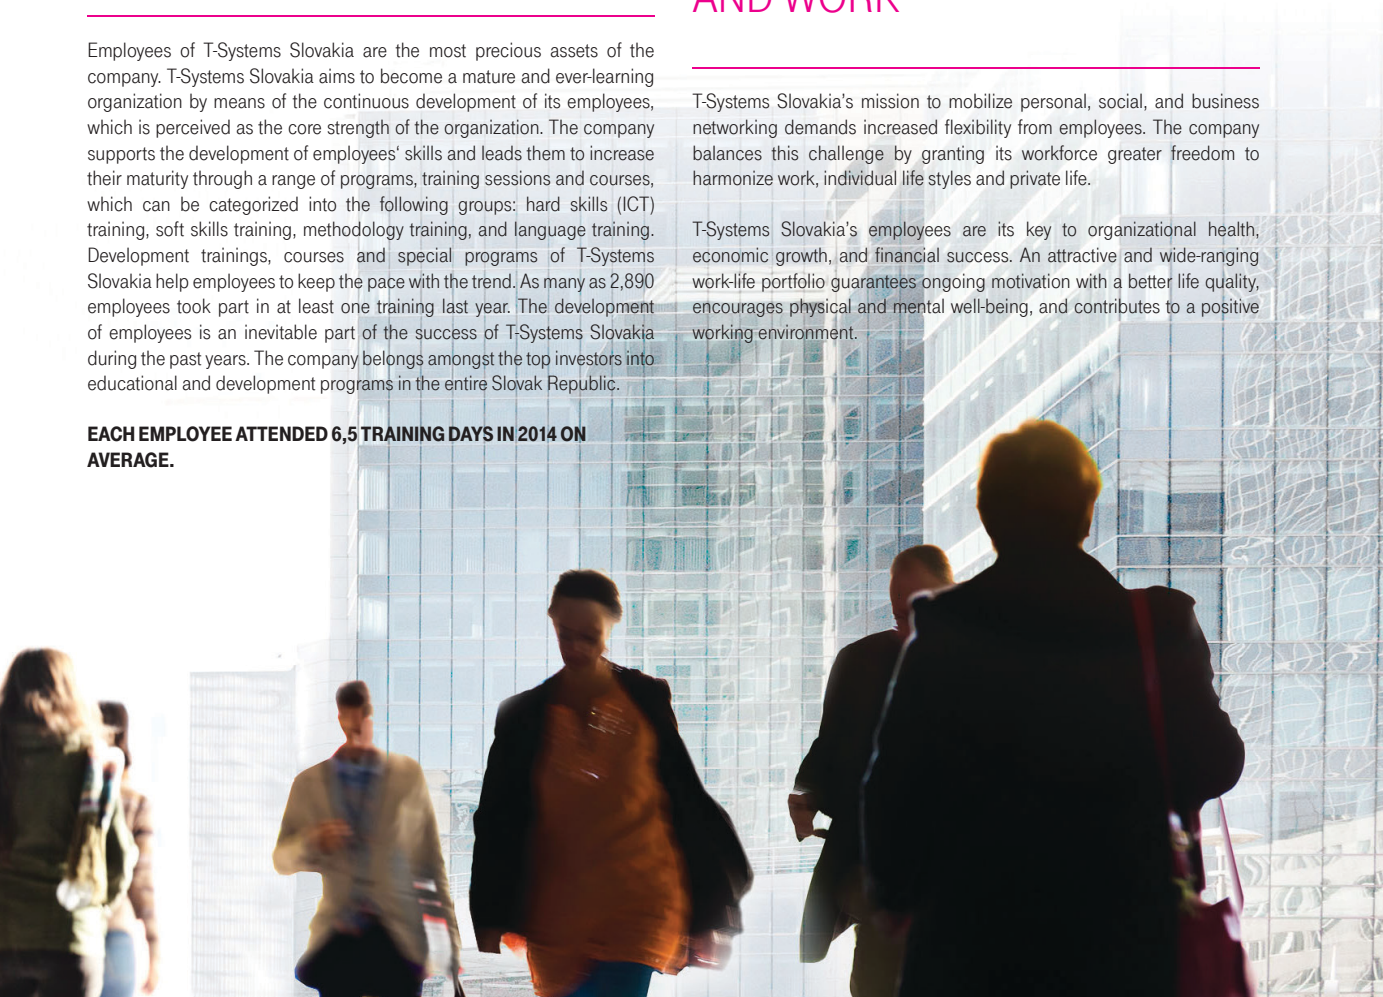 Employees of T-Systems Slovakia are the most precious assets of the
company. T-Systems Slovakia aims to become a mature and ever-learning
organization by means of the continuous development of its employees,
which is perceived as the core strength of the organization. The company
supports the development of employees‘ skills and leads them to increase
their maturity through a range of programs, training sessions and courses,
which can be categorized into the following groups: hard skills (ICT)
training, soft skills training, methodology training, and language training.
Development trainings, courses and special programs of T-Systems
Slovakia help employees to keep the pace with the trend. As many as 2,890
employees took part in at least one training last year. The development
of employees is an inevitable part of the success of T-Systems Slovakia
during the past years. The company belongs amongst the top investors into
educational and development programs in the entire Slovak Republic.
EACH EMPLOYEE ATTENDED 6,5 TRAINING DAYS IN 2014 ON
AVERAGE.
AND WORK
T-Systems Slovakia’s mission to mobilize personal, social, and business
networking demands increased flexibility from employees. The company
balances this challenge by granting its workforce greater freedom to
harmonize work, individual life styles and private life.
T-Systems Slovakia’s employees are its key to organizational health,
economic growth, and financial success. An attractive and wide-ranging
work-life portfolio guarantees ongoing motivation with a better life quality,
encourages physical and mental well-being, and contributes to a positive
working environment.